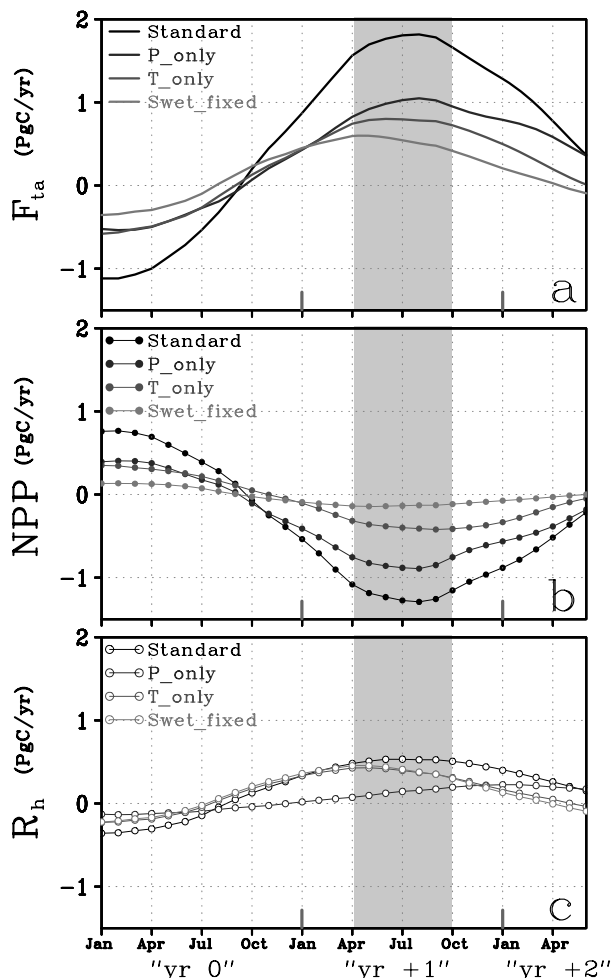 2
Standard
P_only
T_only
Swet_fixed
1
0
-1
F_ta (PgC/yr)
a
2
Standard
P_only
T_only
Swet_fixed
1
0
-1
NPP (PgC/yr)
b
2
Standard
P_only
T_only
Swet_fixed
1
0
-1
R_h (PgC/yr)
c
Jan Apr Jul Oct Jan Apr Jul Oct Jan Apr
"yr 0" "yr +1" "yr +2"